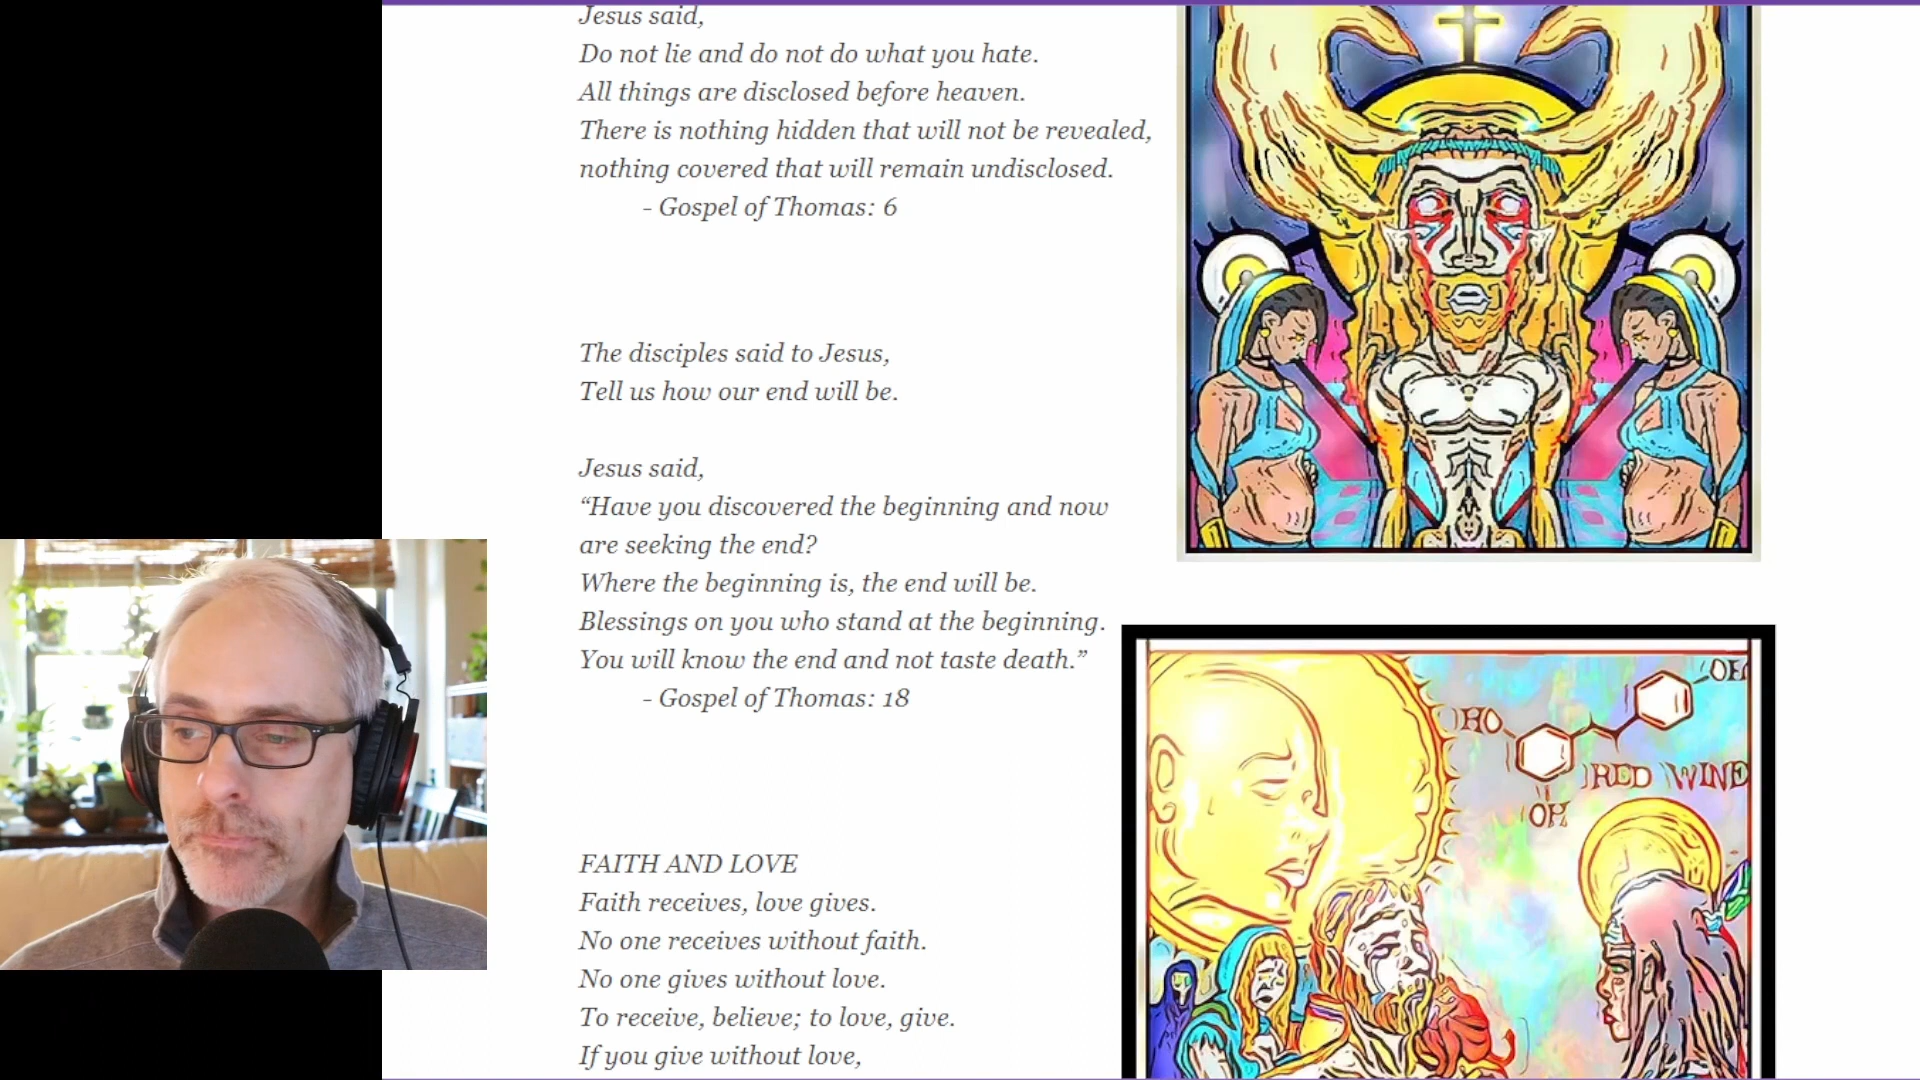 Jesus said,
Do not lie and do not do what you hate.
All things are disclosed before heaven.
There is nothing hidden that will not be revealed,
nothing covered that will remain undisclosed.
- Gospel of Thomas: 6
The disciples said to Jesus,
Tell us how our end will be.
Jesus said,
“Have you discovered the beginning and now
are seeking the end?
Where the beginning is, the end will be.
Blessings on you who stand at the beginning.
You will know the end and not taste death.”
- Gospel of Thomas: 18
FAITH AND LOVE
Faith receives, love gives.
No one receives without faith.
No one gives without love.
To receive, believe; to love, give.
If you give without love,
OH
HO
RED WINE
OH